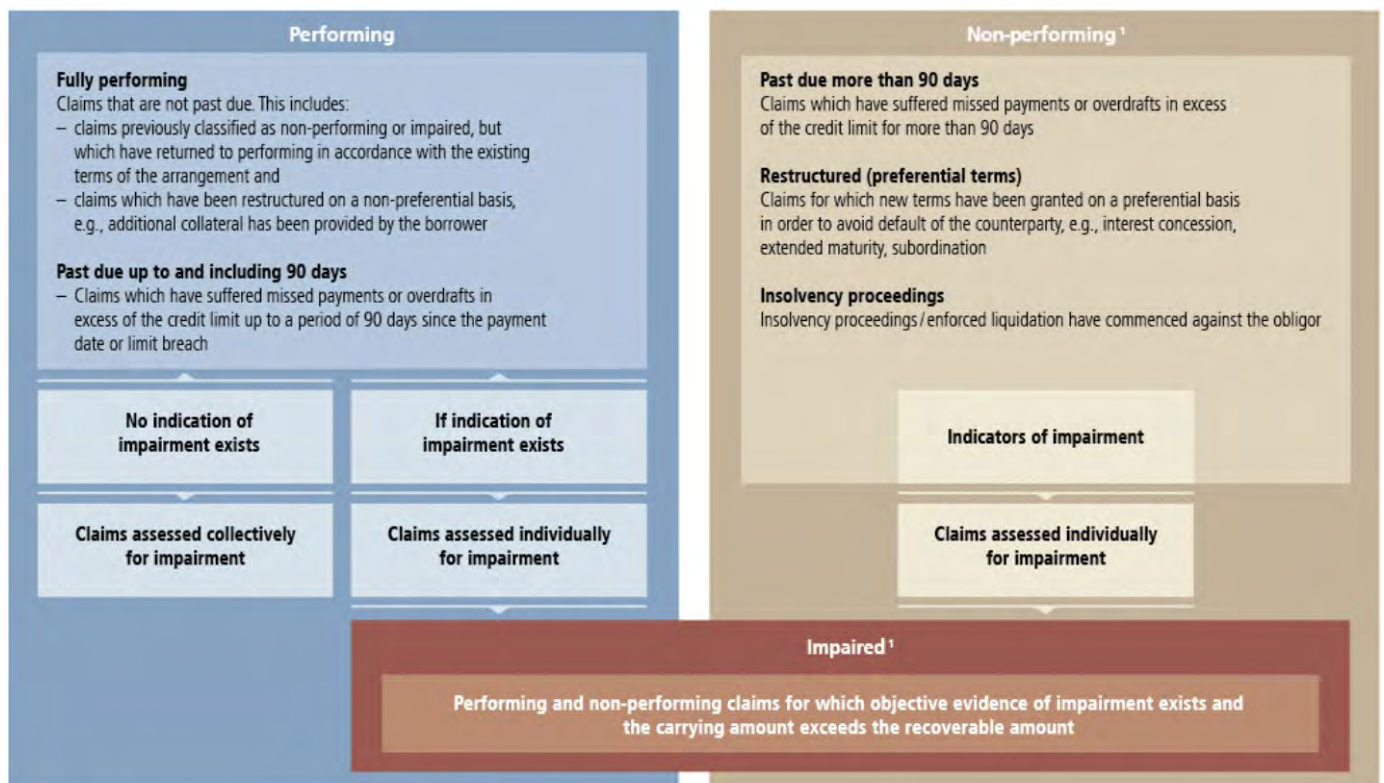 Performing
Fully performing
Claims that are not past due. This includes:
– claims previously classified as non-performing or impaired, but
which have returned to performing in accordance with the existing
terms of the arrangement and
– claims which have been restructured on a non-preferential basis,
e.g., additional collateral has been provided by the borrower
Past due up to and including 90 days
– Claims which have suffered missed payments or overdrafts in
excess of the credit limit up to a period of 90 days since the payment
date or limit breach
No indication of
impairment exists
If indication of
impairment exists
Claims assessed collectively
for impairment
Claims assessed individually
for impairment
Non-performing ¹
Past due more than 90 days
Claims which have suffered missed payments or overdrafts in excess
of the credit limit for more than 90 days
Restructured (preferential terms)
Claims for which new terms have been granted on a preferential basis
in order to avoid default of the counterparty, e.g., interest concession,
extended maturity, subordination
Insolvency proceedings
Insolvency proceedings / enforced liquidation have commenced against the obligor
Indicators of impairment
Claims assessed individually
for impairment
Impaired ¹
Performing and non-performing claims for which objective evidence of impairment exists and
the carrying amount exceeds the recoverable amount